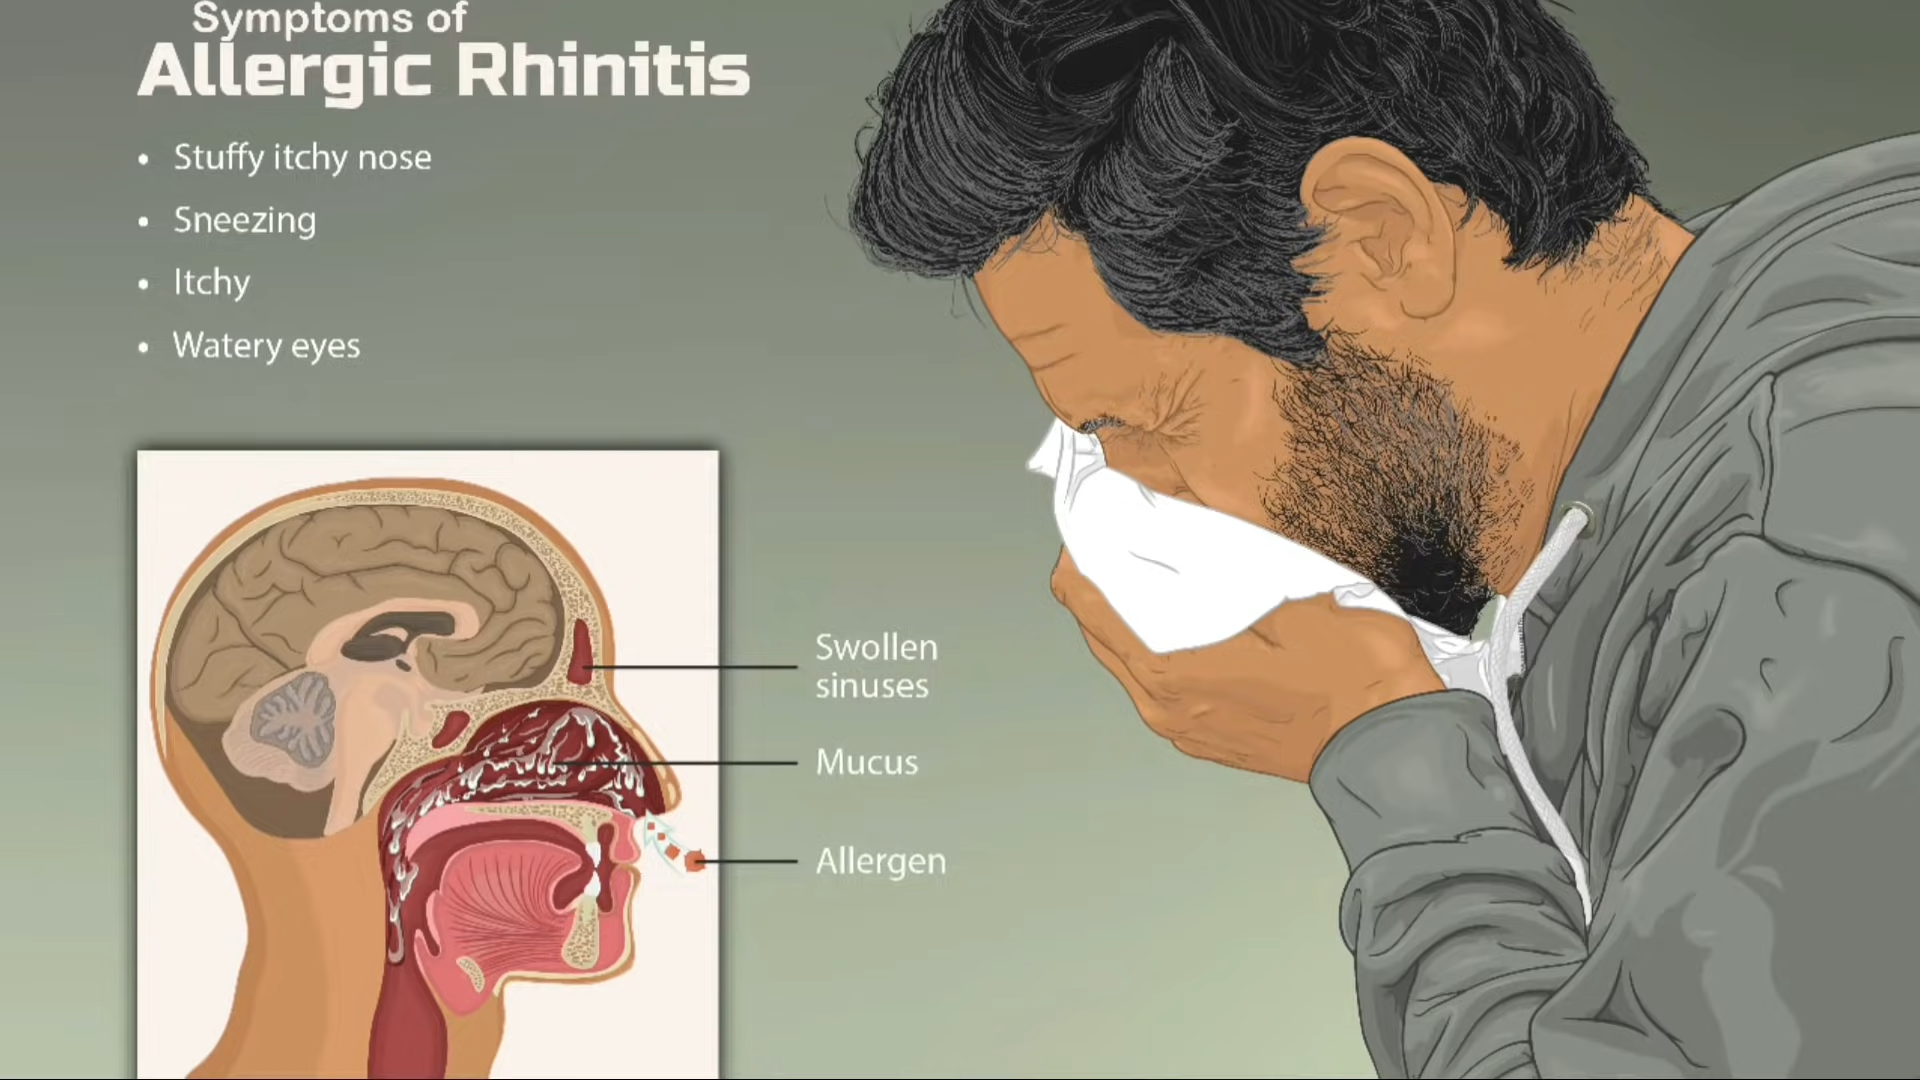 Symptoms of
Allergic Rhinitis
• Stuffy itchy nose
• Sneezing
• Itchy
• Watery eyes
Swollen
sinuses
Mucus
Allergen